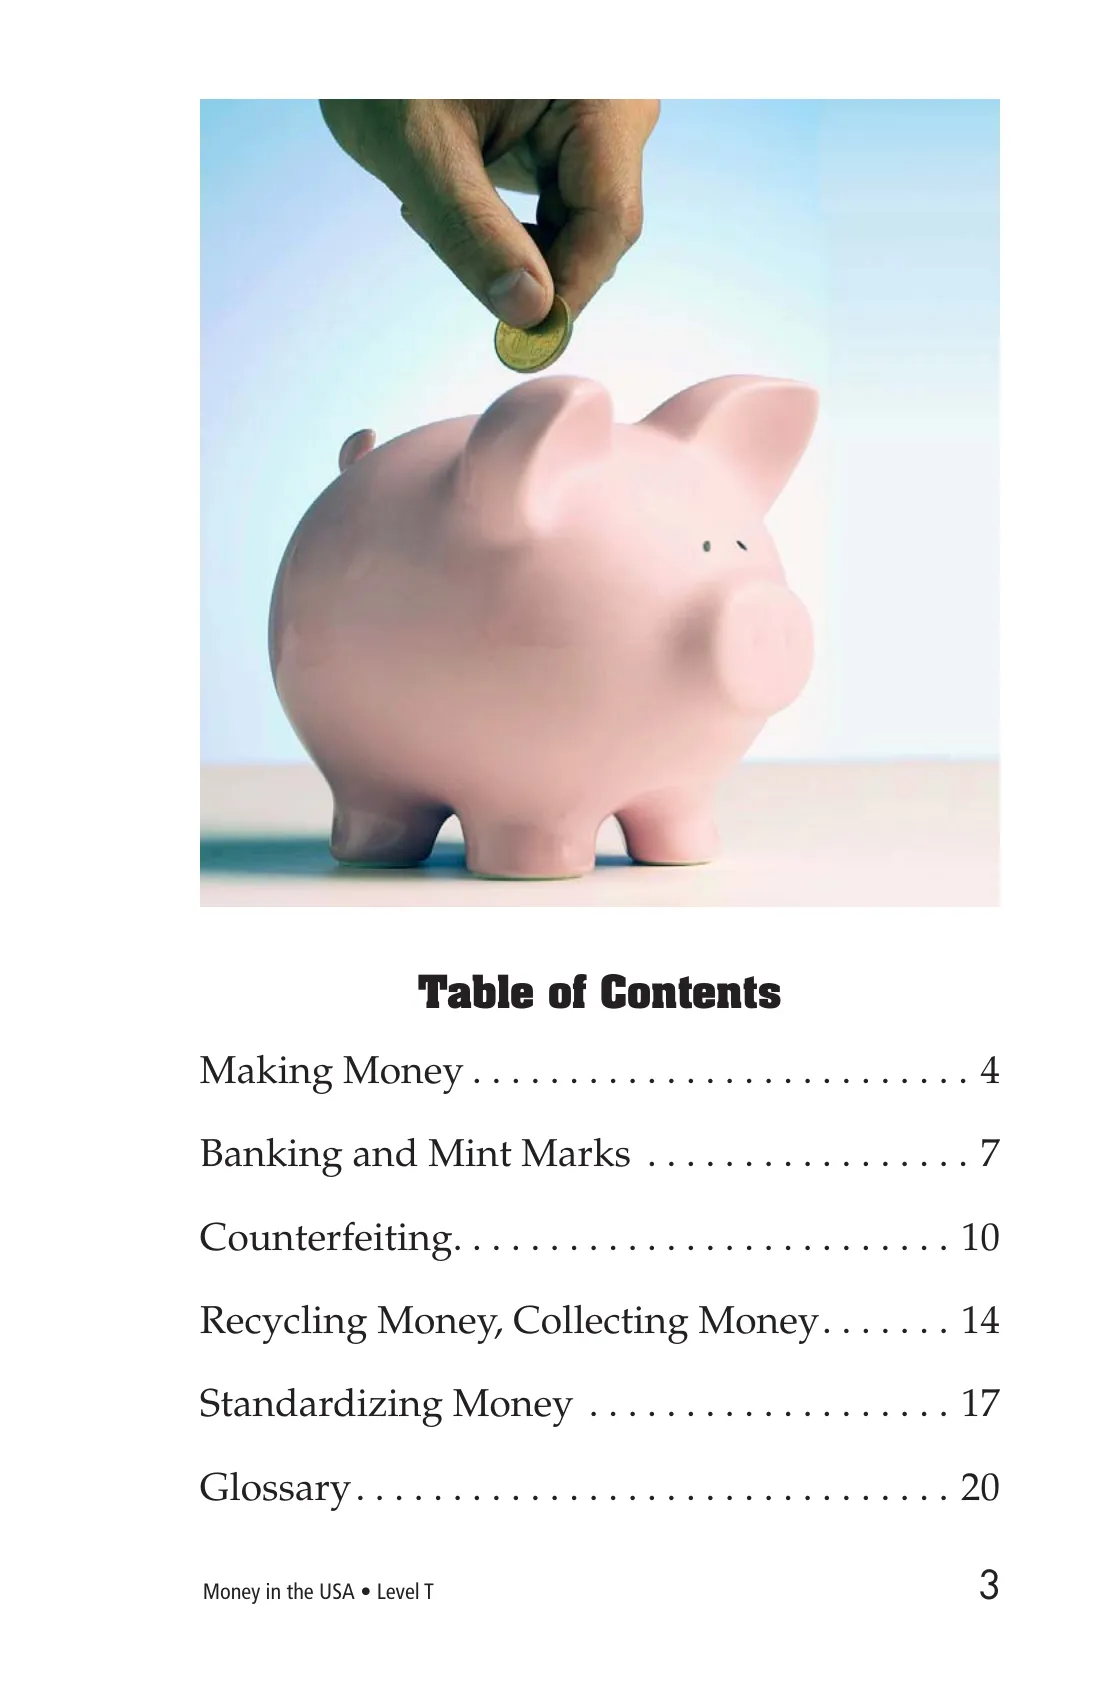 Table of Contents
Making Money . . . . . . . . . . . . . . . . . . . . . . . . . . 4
Banking and Mint Marks . . . . . . . . . . . . . . . . . 7
Counterfeiting. . . . . . . . . . . . . . . . . . . . . . . . . . 10
Recycling Money, Collecting Money. . . . . . . 14
Standardizing Money . . . . . . . . . . . . . . . . . . . 17
Glossary . . . . . . . . . . . . . . . . . . . . . . . . . . . . . . . 20
Money in the USA • Level T 3